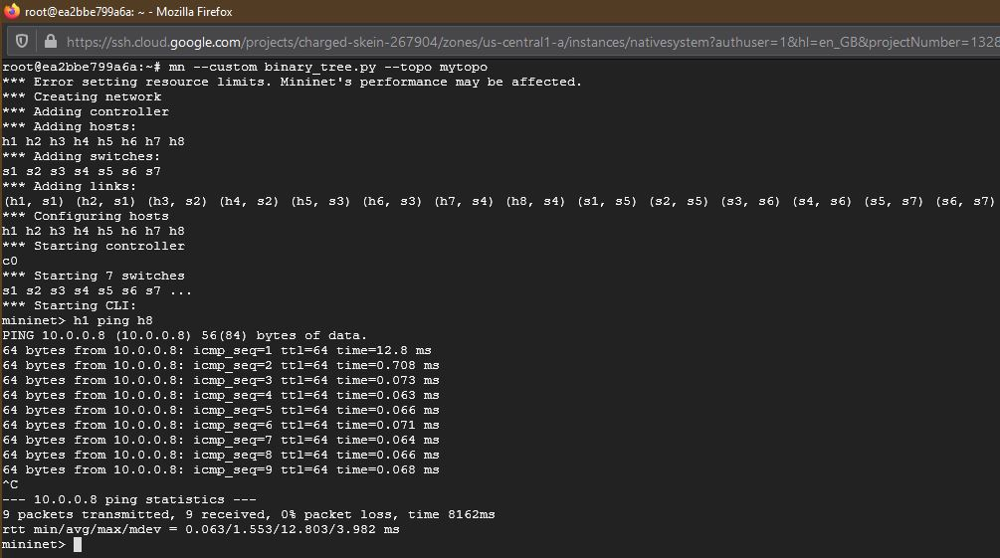 root@ea2bbe799a6a: ~ - Mozilla Firefox
https://ssh.cloud.google.com/projects/charged-skein-267904/zones/us-central1-a/instances/nativesystem?authuser=1&hl=en_GB&projectNumber=1328
root@ea2bbe799a6a:~# mn --custom binary_tree.py --topo mytopo
*** Error setting resource limits. Mininet's performance may be affected.
*** Creating network
*** Adding controller
*** Adding hosts:
h1 h2 h3 h4 h5 h6 h7 h8
*** Adding switches:
s1 s2 s3 s4 s5 s6 s7
*** Adding links:
(h1, s1) (h2, s1) (h3, s2) (h4, s2) (h5, s3) (h6, s3) (h7, s4) (h8, s4) (s1, s5) (s2, s5) (s3, s6) (s4, s6) (s5, s7) (s6, s7)
*** Configuring hosts
h1 h2 h3 h4 h5 h6 h7 h8
*** Starting controller
c0
*** Starting 7 switches
s1 s2 s3 s4 s5 s6 s7 ...
*** Starting CLI:
mininet> h1 ping h8
PING 10.0.0.8 (10.0.0.8) 56(84) bytes of data.
64 bytes from 10.0.0.8: icmp_seq=1 ttl=64 time=12.8 ms
64 bytes from 10.0.0.8: icmp_seq=2 ttl=64 time=0.708 ms
64 bytes from 10.0.0.8: icmp_seq=3 ttl=64 time=0.073 ms
64 bytes from 10.0.0.8: icmp_seq=4 ttl=64 time=0.063 ms
64 bytes from 10.0.0.8: icmp_seq=5 ttl=64 time=0.066 ms
64 bytes from 10.0.0.8: icmp_seq=6 ttl=64 time=0.071 ms
64 bytes from 10.0.0.8: icmp_seq=7 ttl=64 time=0.064 ms
64 bytes from 10.0.0.8: icmp_seq=8 ttl=64 time=0.066 ms
64 bytes from 10.0.0.8: icmp_seq=9 ttl=64 time=0.068 ms
^C
--- 10.0.0.8 ping statistics ---
9 packets transmitted, 9 received, 0% packet loss, time 8162ms
rtt min/avg/max/mdev = 0.063/1.553/12.803/3.982 ms
mininet>